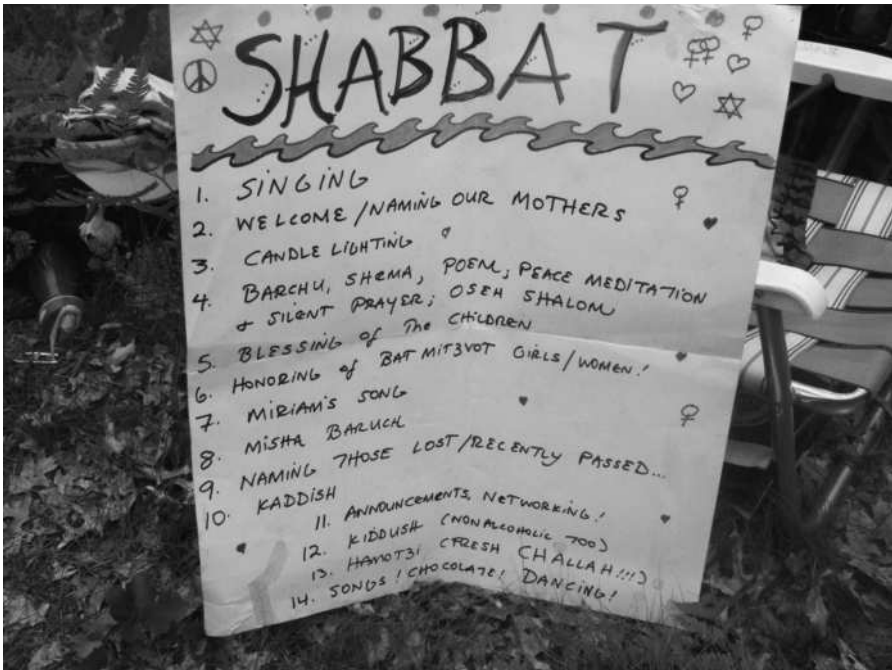 SHABBAT
1. SINGING
2. WELCOME/NAMING OUR MOTHERS
3. CANDLE LIGHTING
4. BARCHU, SHEMA, POEM, PEACE MEDITATION
+ SILENT PRAYER; OSEH SHALOM
5. BLESSING of The CHILDREN
6. HONORING of BAT MITZVOT GIRLS/WOMEN!
7. MIRIAM'S SONG
8. MISHA BARUCH
9. NAMING THOSE LOST/RECENTLY PASSED...
10. KADDISH
11. ANNOUNCEMENTS, NETWORKING!
12. KIDDUSH (NONALCOHOLIC TOO)
13. HAMOTZI (FRESH CHALLAH!!!)
14. SONGS! CHOCOLATE! DANCING!